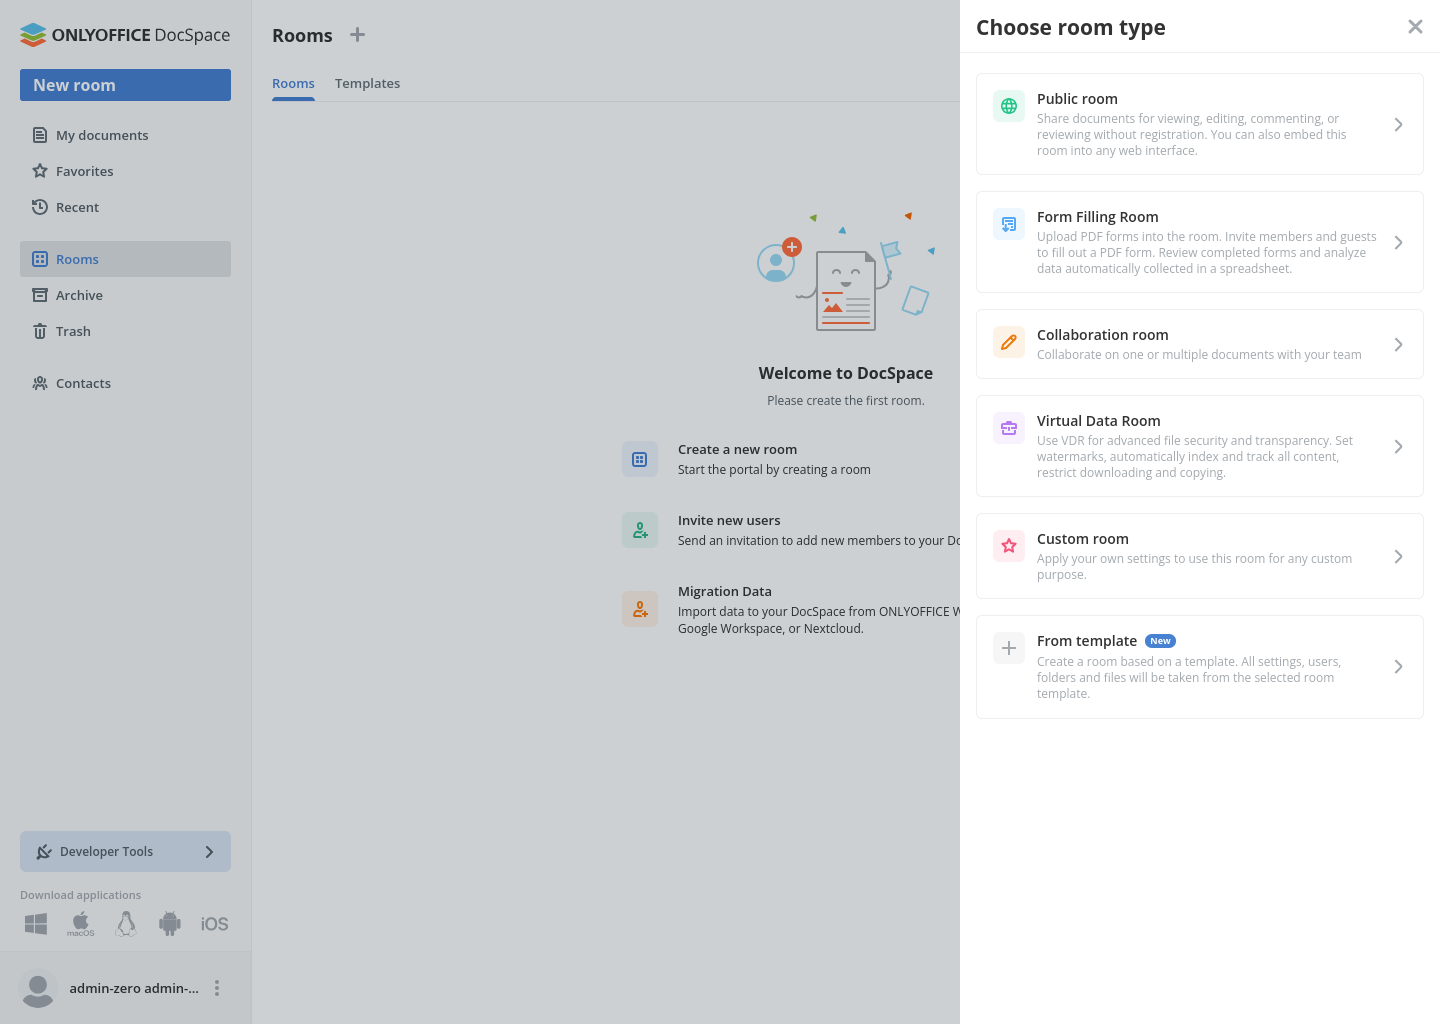 ONLYOFFICE DocSpace
New room
My documents
Favorites
Recent
Rooms
Archive
Trash
Contacts
Developer Tools
Download applications
macOS
iOS
admin-zero admin-...
Rooms
Rooms Templates
Welcome to DocSpace
Please create the first room.
Create a new room
Start the portal by creating a room
Invite new users
Send an invitation to add new members to your
Migration Data
Import data to your DocSpace from ONLYOFFICE
Google Workspace, or Nextcloud.
Choose room type
Public room
Share documents for viewing, editing, commenting, or
reviewing without registration. You can also embed this
room into any web interface.
Form Filling Room
Upload PDF forms into the room. Invite members and guests
to fill out a PDF form. Review completed forms and analyze
data automatically collected in a spreadsheet.
Collaboration room
Collaborate on one or multiple documents with your team
Virtual Data Room
Use VDR for advanced file security and transparency. Set
watermarks, automatically index and track all content,
restrict downloading and copying.
Custom room
Apply your own settings to use this room for any custom
purpose.
From template New
Create a room based on a template. All settings, users,
folders and files will be taken from the selected room
template.